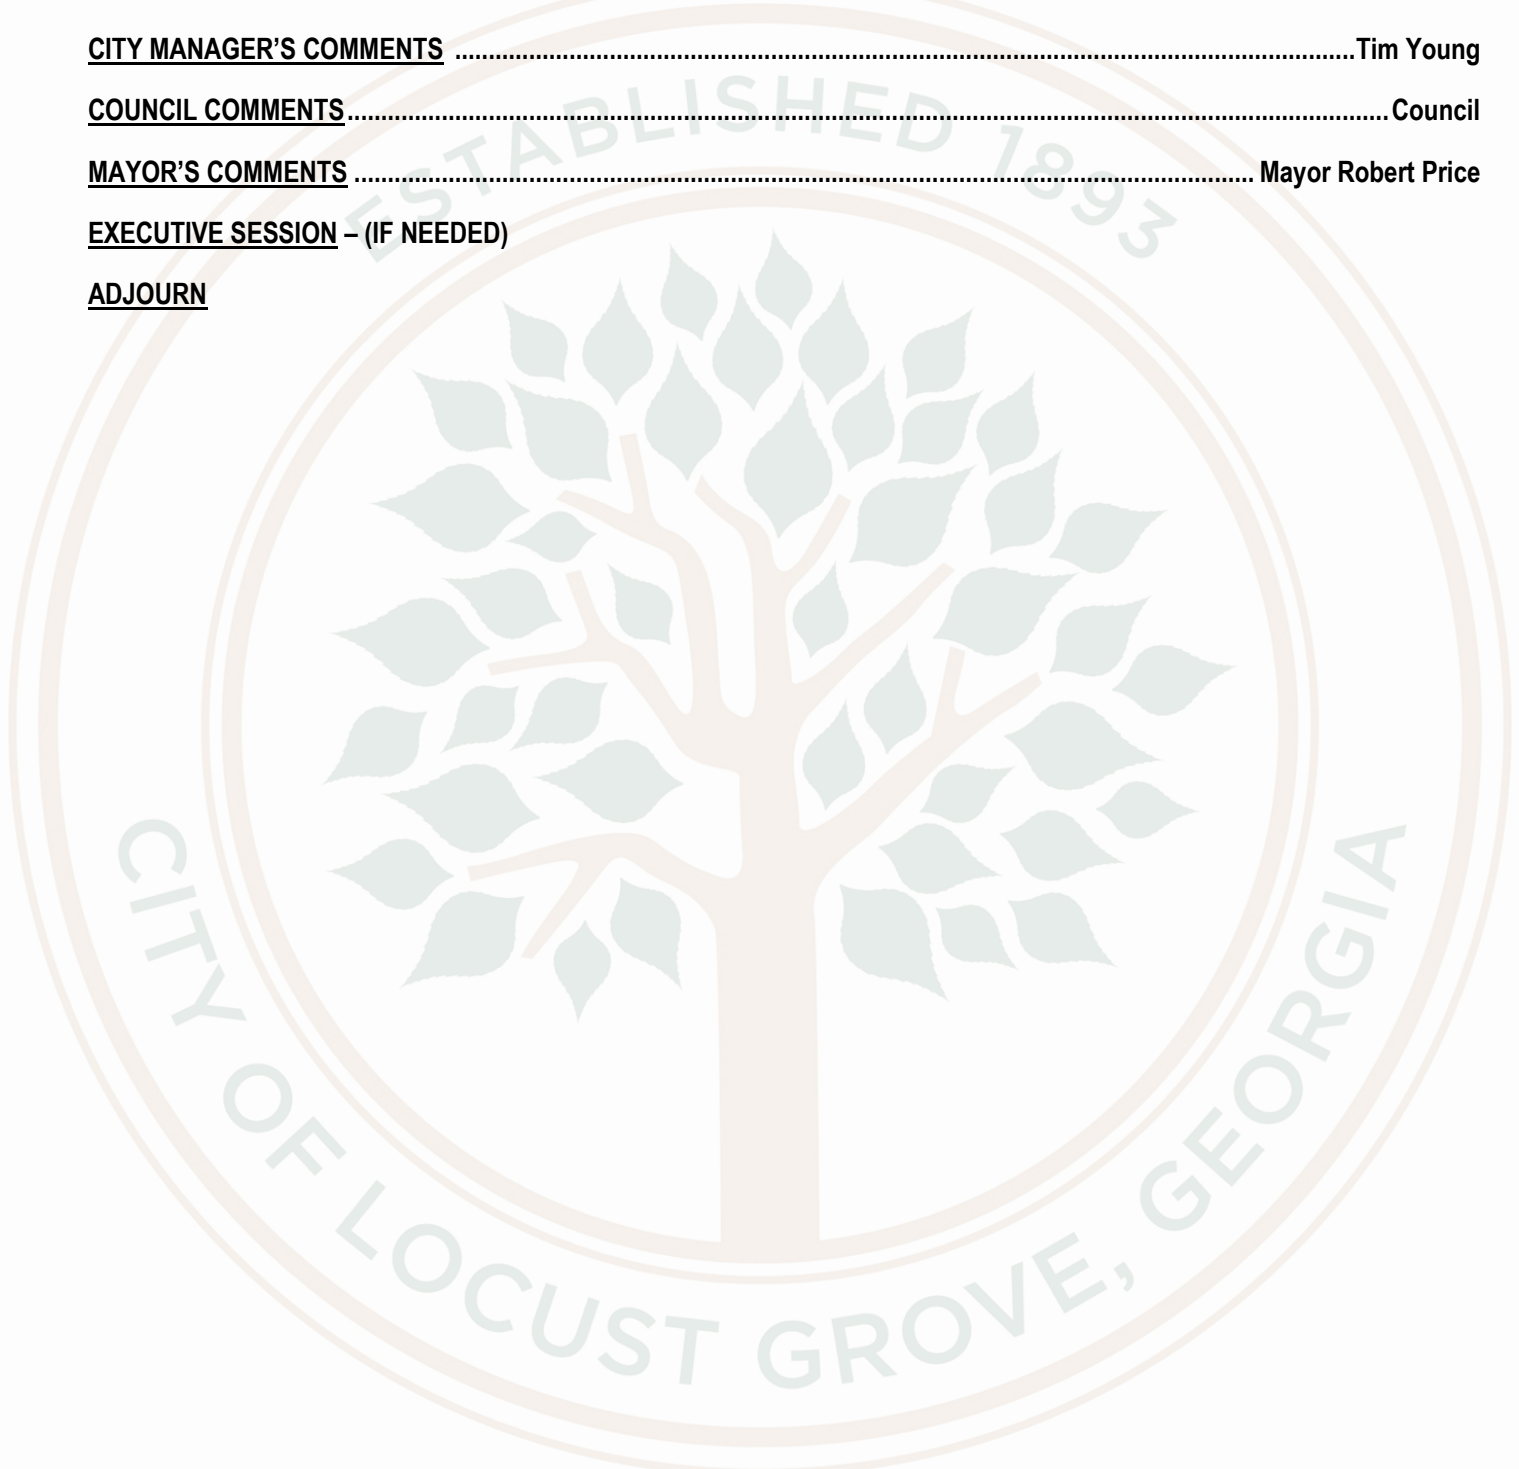 CITY MANAGER’S COMMENTS ........................................................................................................................................Tim Young
COUNCIL COMMENTS.............................................................................................................................................................Council
MAYOR’S COMMENTS ........................................................................................................................................ Mayor Robert Price
EXECUTIVE SESSION – (IF NEEDED)
ADJOURN
ESTABLISHED 1893
CITY OF LOCUST GROVE, GEORGIA